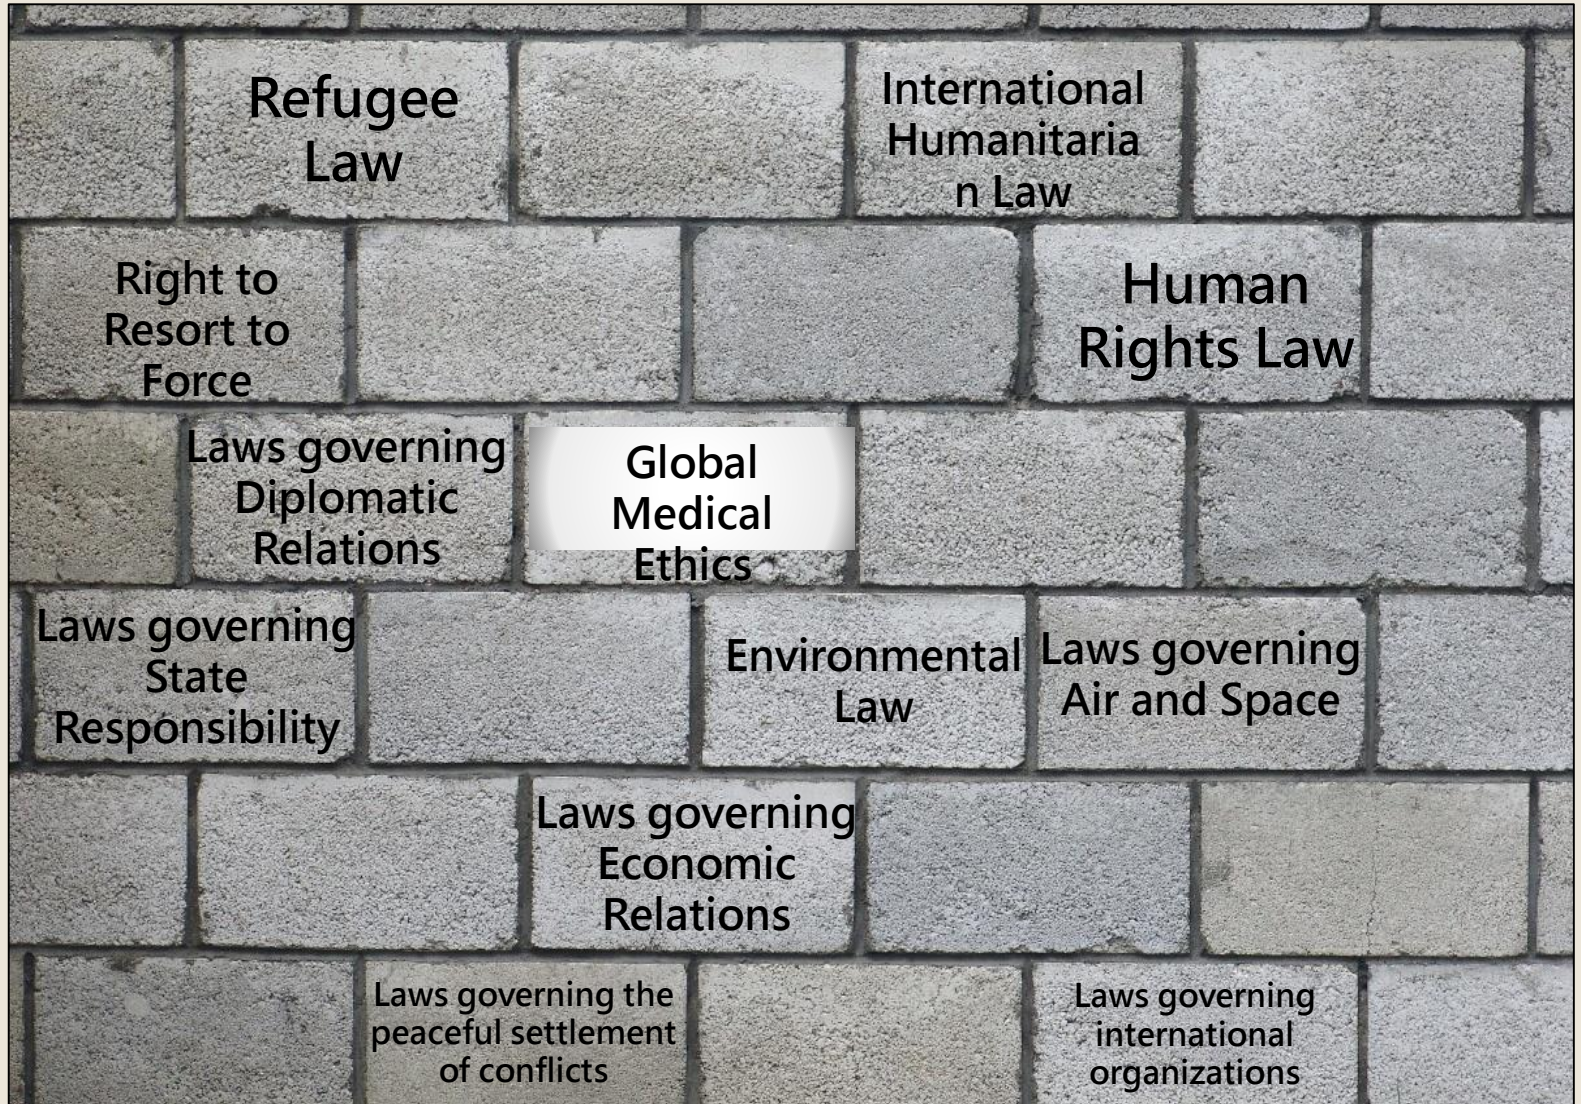 Refugee
Law
International
Humanitaria
n Law
Right to
Resort to
Force
Human
Rights Law
Laws governing
Diplomatic
Relations
Global
Medical
Ethics
Laws governing
State
Responsibility
Environmental
Law
Laws governing
Air and Space
Laws governing
Economic
Relations
Laws governing the
peaceful settlement
of conflicts
Laws governing
international
organizations